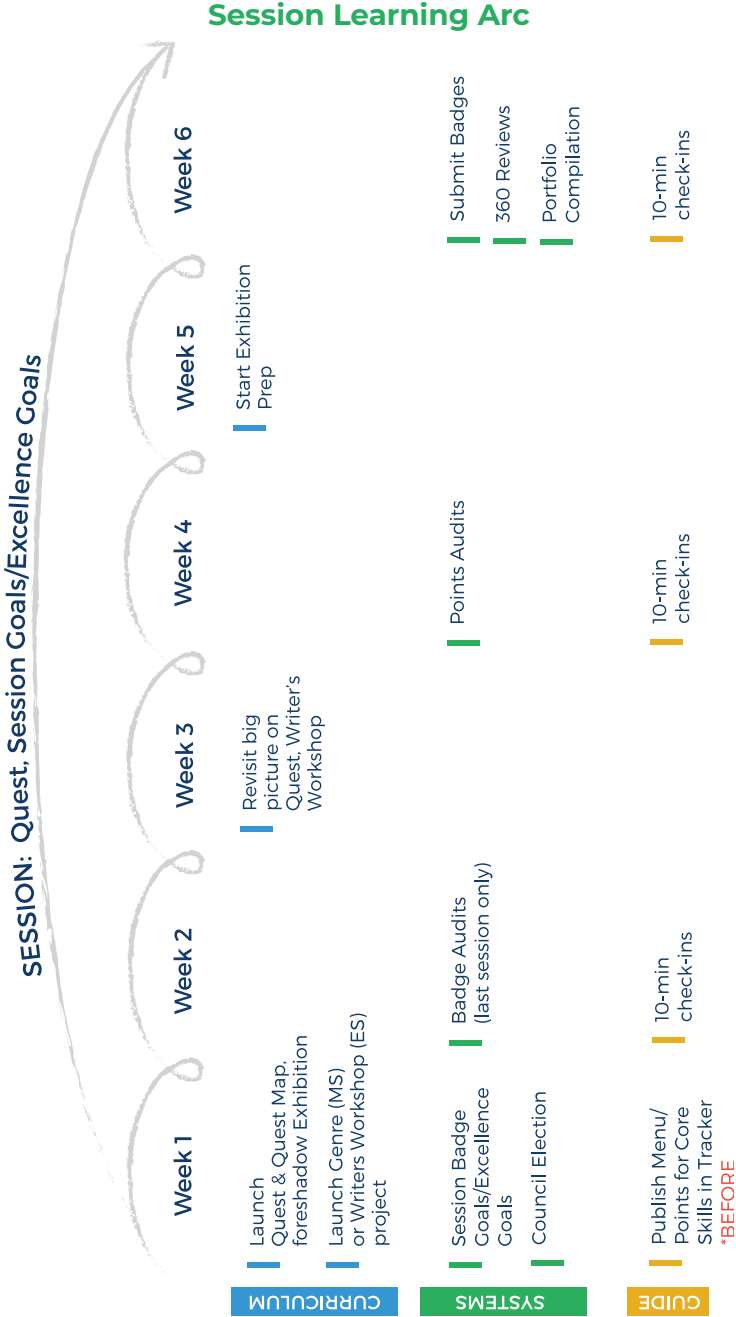 Session Learning Arc
SESSION: Quest, Session Goals/Excellence Goals
Week 1
Week 2
Week 3
Week 4
Week 5
Week 6
CURRICULUM
Launch
Quest & Quest Map,
foreshadow Exhibition
Launch Genre (MS)
or Writers Workshop (ES)
project
Revisit big
picture on
Quest, Writer's
Workshop
Start Exhibition
Prep
SYSTEMS
Session Badge
Goals/Excellence
Goals
Council Election
Badge Audits
(last session only)
Points Audits
Submit Badges
360 Reviews
Portfolio
Compilation
GUIDE
Publish Menu/
Points for Core
Skills in Tracker
*BEFORE
10-min
check-ins
10-min
check-ins
10-min
check-ins